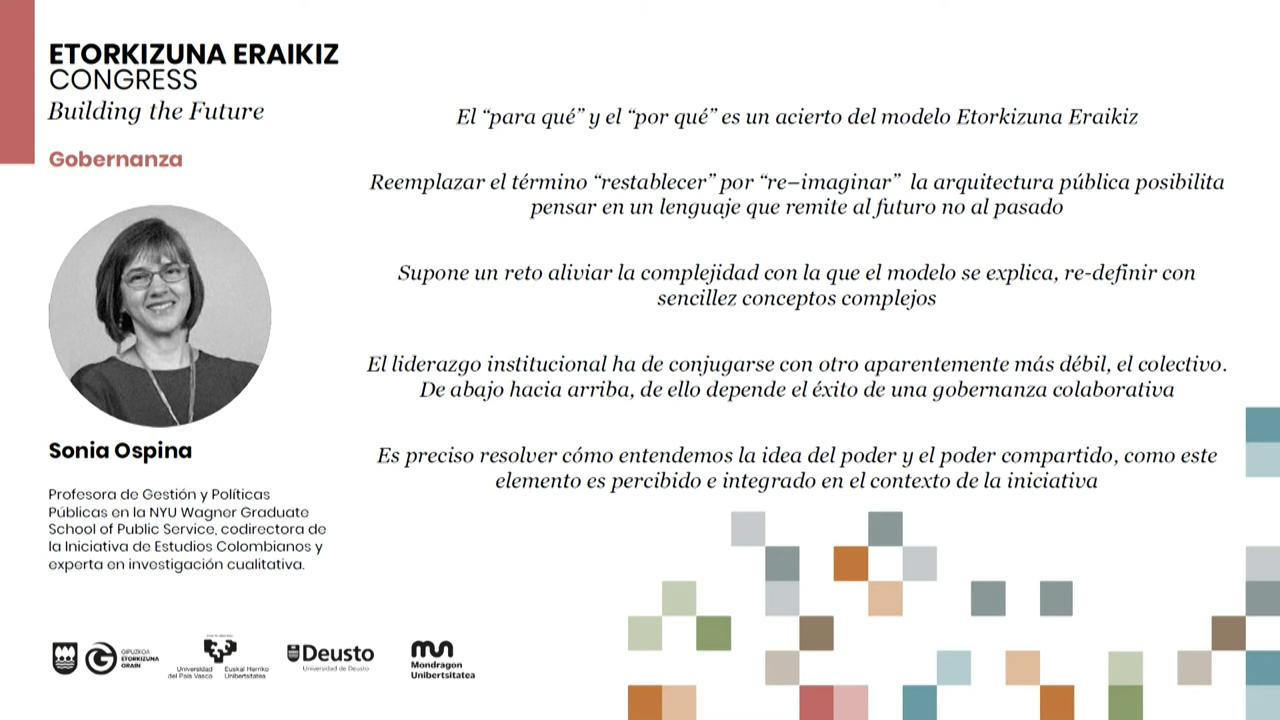 ETORKIZUNA ERAIKIZ
CONGRESS
Building the Future
Gobernanza
El “para qué” y el “por qué” es un acierto del modelo Etorkizuna Eraikiz
Reemplazar el término “restablecer” por “re–imaginar” la arquitectura pública posibilita
pensar en un lenguaje que remite al futuro no al pasado
Supone un reto aliviar la complejidad con la que el modelo se explica, re-definir con
sencillez conceptos complejos
El liderazgo institucional ha de conjugarse con otro aparentemente más débil, el colectivo.
De abajo hacia arriba, de ello depende el éxito de una gobernanza colaborativa
Es preciso resolver cómo entendemos la idea del poder y el poder compartido, como este
elemento es percibido e integrado en el contexto de la iniciativa
Sonia Ospina
Profesora de Gestión y Políticas
Públicas en la NYU Wagner Graduate
School of Public Service, codirectora de
la Iniciativa de Estudios Colombianos y
experta en investigación cualitativa.
GIPUZKOA
ETORKIZUNA
ORAIN
Universidad
del País Vasco
Euskal Herriko
Unibertsitatea
Deusto
Universidad de Deusto
Mondragon
Unibertsitatea